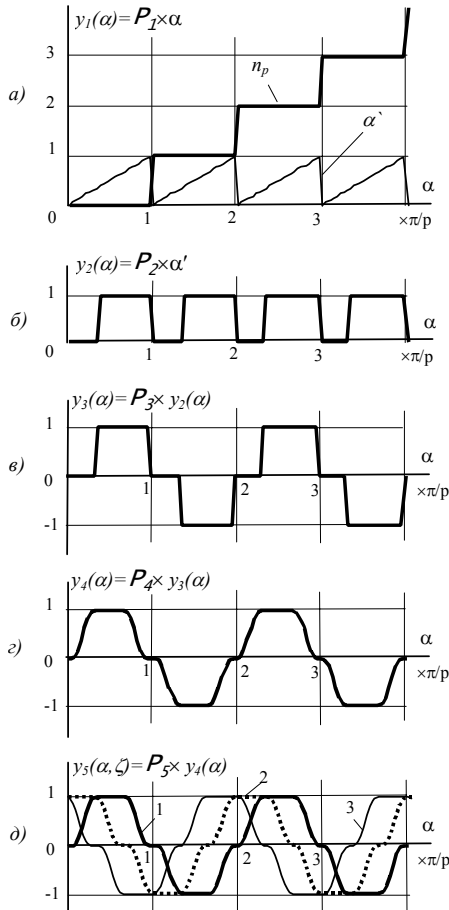 y₁(α)= P₁×α
3
2
1
0
nₚ
α`
α
1
2
3
×π/p
а)
y₂(α)= P₂×α′
1
0
α
1
2
3
×π/p
б)
y₃(α)= P₃× y₂(α)
1
0
-1
α
1
2
3
×π/p
в)
y₄(α)= P₄× y₃(α)
1
0
-1
α
1
2
3
×π/p
г)
y₅(α,ζ)= P₅× y₄(α)
1
0
-1
1
2
3
α
1
2
3
×π/p
д)